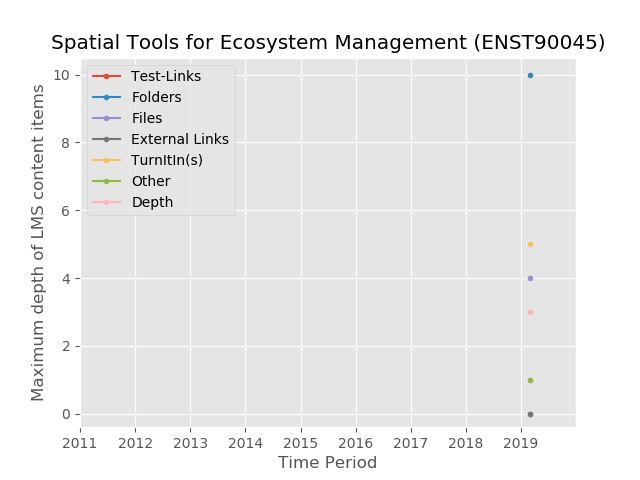 Spatial Tools for Ecosystem Management (ENST90045)
Test-Links
Folders
Files
External Links
TurnItIn(s)
Other
Depth
Maximum depth of LMS content items
10
8
6
4
2
0
2011 2012 2013 2014 2015 2016 2017 2018 2019
Time Period